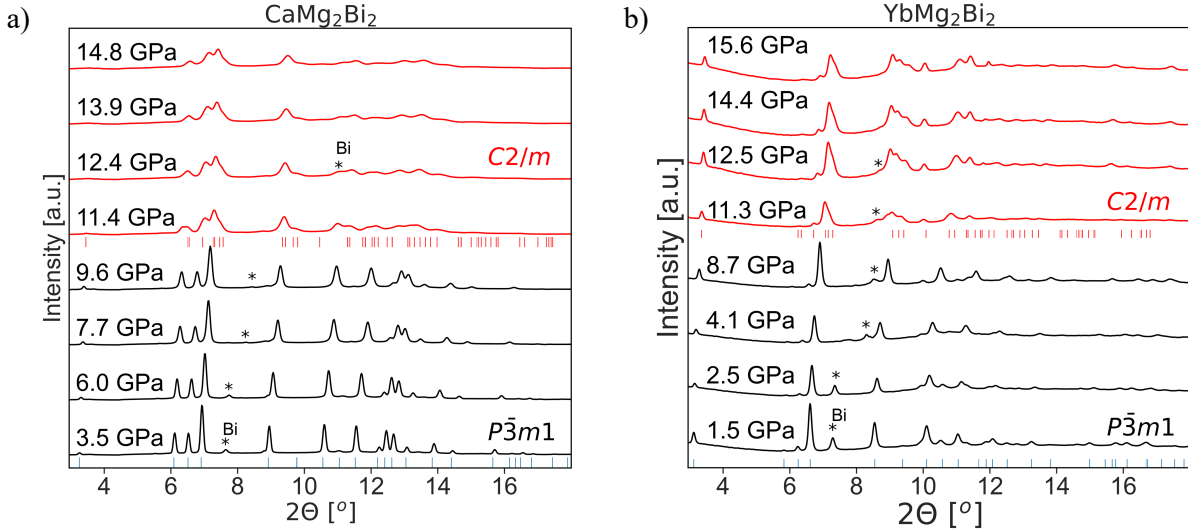 a)
CaMg₂Bi₂
14.8 GPa
13.9 GPa
Bi
*
12.4 GPa
C2/m
11.4 GPa
9.6 GPa
*
7.7 GPa
*
6.0 GPa
*
Bi
*
3.5 GPa
P3̄m1
Intensity [a.u.]
6 8 10 12 14 16
2Θ [°]
b)
YbMg₂Bi₂
15.6 GPa
14.4 GPa
12.5 GPa
*
C2/m
11.3 GPa
*
8.7 GPa
*
4.1 GPa
*
2.5 GPa
*
Bi
*
1.5 GPa
P3̄m1
Intensity [a.u.]
4 6 8 10 12 14 16
2Θ [°]